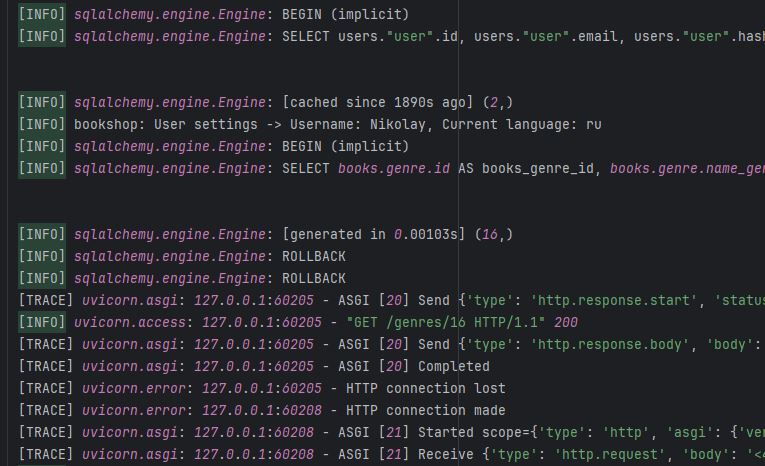 [INFO] sqlalchemy.engine.Engine: BEGIN (implicit)
[INFO] sqlalchemy.engine.Engine: SELECT users."user".id, users."user".email, users."user".hash
[INFO] sqlalchemy.engine.Engine: [cached since 1890s ago] (2,)
[INFO] bookshop: User settings -> Username: Nikolay, Current language: ru
[INFO] sqlalchemy.engine.Engine: BEGIN (implicit)
[INFO] sqlalchemy.engine.Engine: SELECT books.genre.id AS books_genre_id, books.genre.name_gen
[INFO] sqlalchemy.engine.Engine: [generated in 0.00103s] (16,)
[INFO] sqlalchemy.engine.Engine: ROLLBACK
[INFO] sqlalchemy.engine.Engine: ROLLBACK
[TRACE] uvicorn.asgi: 127.0.0.1:60205 - ASGI [20] Send {'type': 'http.response.start', 'status
[INFO] uvicorn.access: 127.0.0.1:60205 - "GET /genres/16 HTTP/1.1" 200
[TRACE] uvicorn.asgi: 127.0.0.1:60205 - ASGI [20] Send {'type': 'http.response.body', 'body':
[TRACE] uvicorn.asgi: 127.0.0.1:60205 - ASGI [20] Completed
[TRACE] uvicorn.error: 127.0.0.1:60205 - HTTP connection lost
[TRACE] uvicorn.error: 127.0.0.1:60208 - HTTP connection made
[TRACE] uvicorn.asgi: 127.0.0.1:60208 - ASGI [21] Started scope={'type': 'http', 'asgi': {'ver
[TRACE] uvicorn.asgi: 127.0.0.1:60208 - ASGI [21] Receive {'type': 'http.request', 'body': '<4